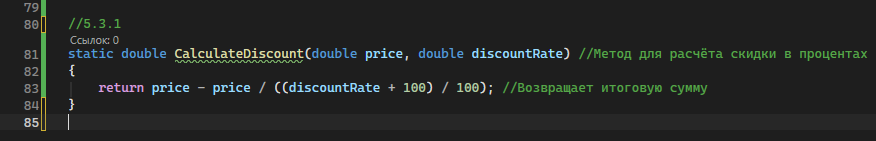 79
80 //5.3.1
Ссылок: 0
81 static double CalculateDiscount(double price, double discountRate) //Метод для расчёта скидки в процентах
82 {
83 return price - price / ((discountRate + 100) / 100); //Возвращает итоговую сумму
84 }
85